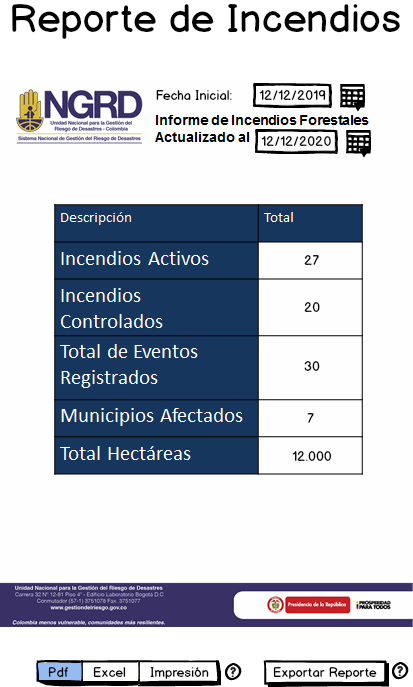 Reporte de Incendios
Fecha Inicial: 12/12/2019
NGRD
Unidad Nacional para la Gestión del
Riesgo de Desastres - Colombia
Sistema Nacional de Gestión del Riesgo de Desastres
Informe de Incendios Forestales
Actualizado al 12/12/2020
Descripción Total
Incendios Activos 27
Incendios
Controlados 20
Total de Eventos
Registrados 30
Municipios Afectados 7
Total Hectáreas 12.000
Unidad Nacional para la Gestión del Riesgo de Desastres
Carrera 32 N° 12-81 Piso 4° - Edificio Laboratorio Bogotá D.C
Conmutador (57-1) 3751078 Fax. 3751077
www.gestiondelriesgo.gov.co
Colombia menos vulnerable, comunidades más resilientes.
Presidencia de la República
PROSPERIDAD
PARA TODOS
Pdf Excel Impresión ? Exportar Reporte ?